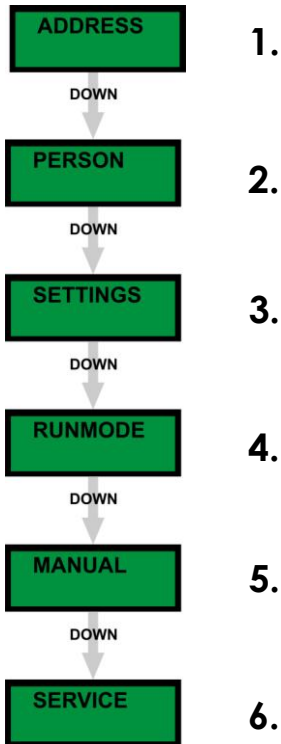 ADDRESS 1.
DOWN
PERSON 2.
DOWN
SETTINGS 3.
DOWN
RUNMODE 4.
DOWN
MANUAL 5.
DOWN
SERVICE 6.